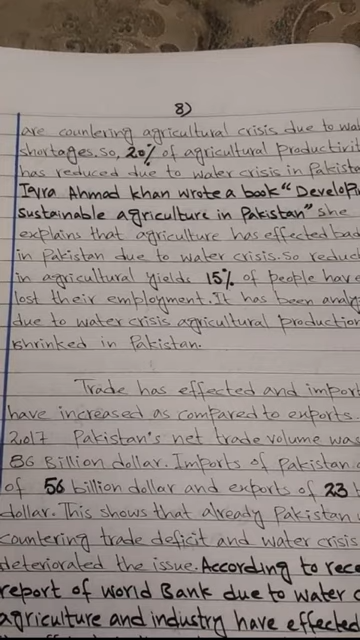 8)
are countering agricultural crisis due to wat
shortages. So, 20% of agricultural productivit
has reduced due to water crisis in Pakista
Iqra Ahmad Khan wrote a book "Developi
Sustainable agriculture in Pakistan" she
explains that agriculture has effected bad
in Pakistan due to water crisis. so reduc
in agricultural yields 15% of people have
lost their employment. It has been analy
due to water crisis agricultural production
shrinked in Pakistan.
Trade has effected and import
have increased as compared to exports.
2017 Pakistan's net trade volume was
86 Billion dollar. Imports of Pakistan
of 56 billion dollar and exports of 23 b
dollar. This shows that already Pakistan
countering trade deficit and water crisis
deteriorated the issue. According to rece
report of world Bank due to water c
agriculture and industry have effected